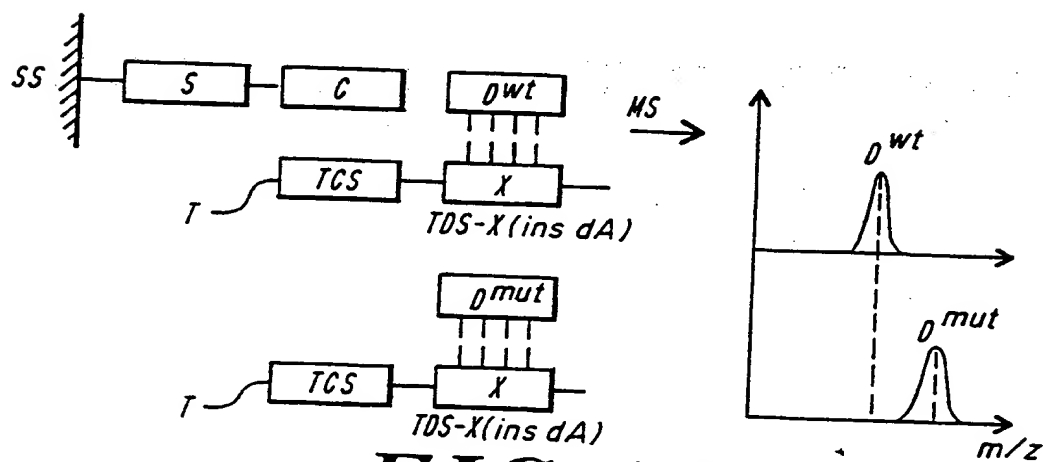 SS
S
C
D wt
MS
T
TCS
X
TDS-X(ins dA)
D mut
T
TCS
X
TDS-X(ins dA)
D wt
D mut
m/z